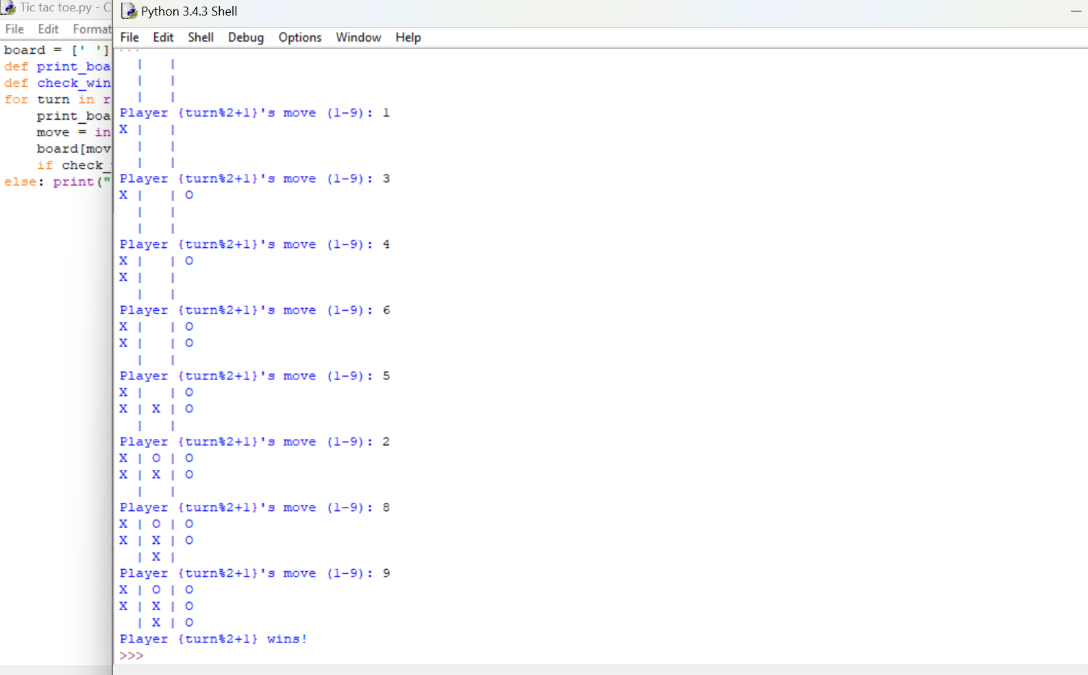 Tic tac toe.py - C
File Edit Format
board = [' ']
def print_boa
def check_win
for turn in r
    print_boa
    move = in
    board[mov
    if check_
else: print("
Python 3.4.3 Shell
File Edit Shell Debug Options Window Help
  |   |
  |   |
  |   |
Player {turn%2+1}'s move (1-9): 1
X |   |
  |   |
  |   |
Player {turn%2+1}'s move (1-9): 3
X |   | O
  |   |
  |   |
Player {turn%2+1}'s move (1-9): 4
X |   | O
X |   |
  |   |
Player {turn%2+1}'s move (1-9): 6
X |   | O
X |   | O
  |   |
Player {turn%2+1}'s move (1-9): 5
X |   | O
X | X | O
  |   |
Player {turn%2+1}'s move (1-9): 2
X | O | O
X | X | O
  |   |
Player {turn%2+1}'s move (1-9): 8
X | O | O
X | X | O
  | X |
Player {turn%2+1}'s move (1-9): 9
X | O | O
X | X | O
  | X | O
Player {turn%2+1} wins!
>>>